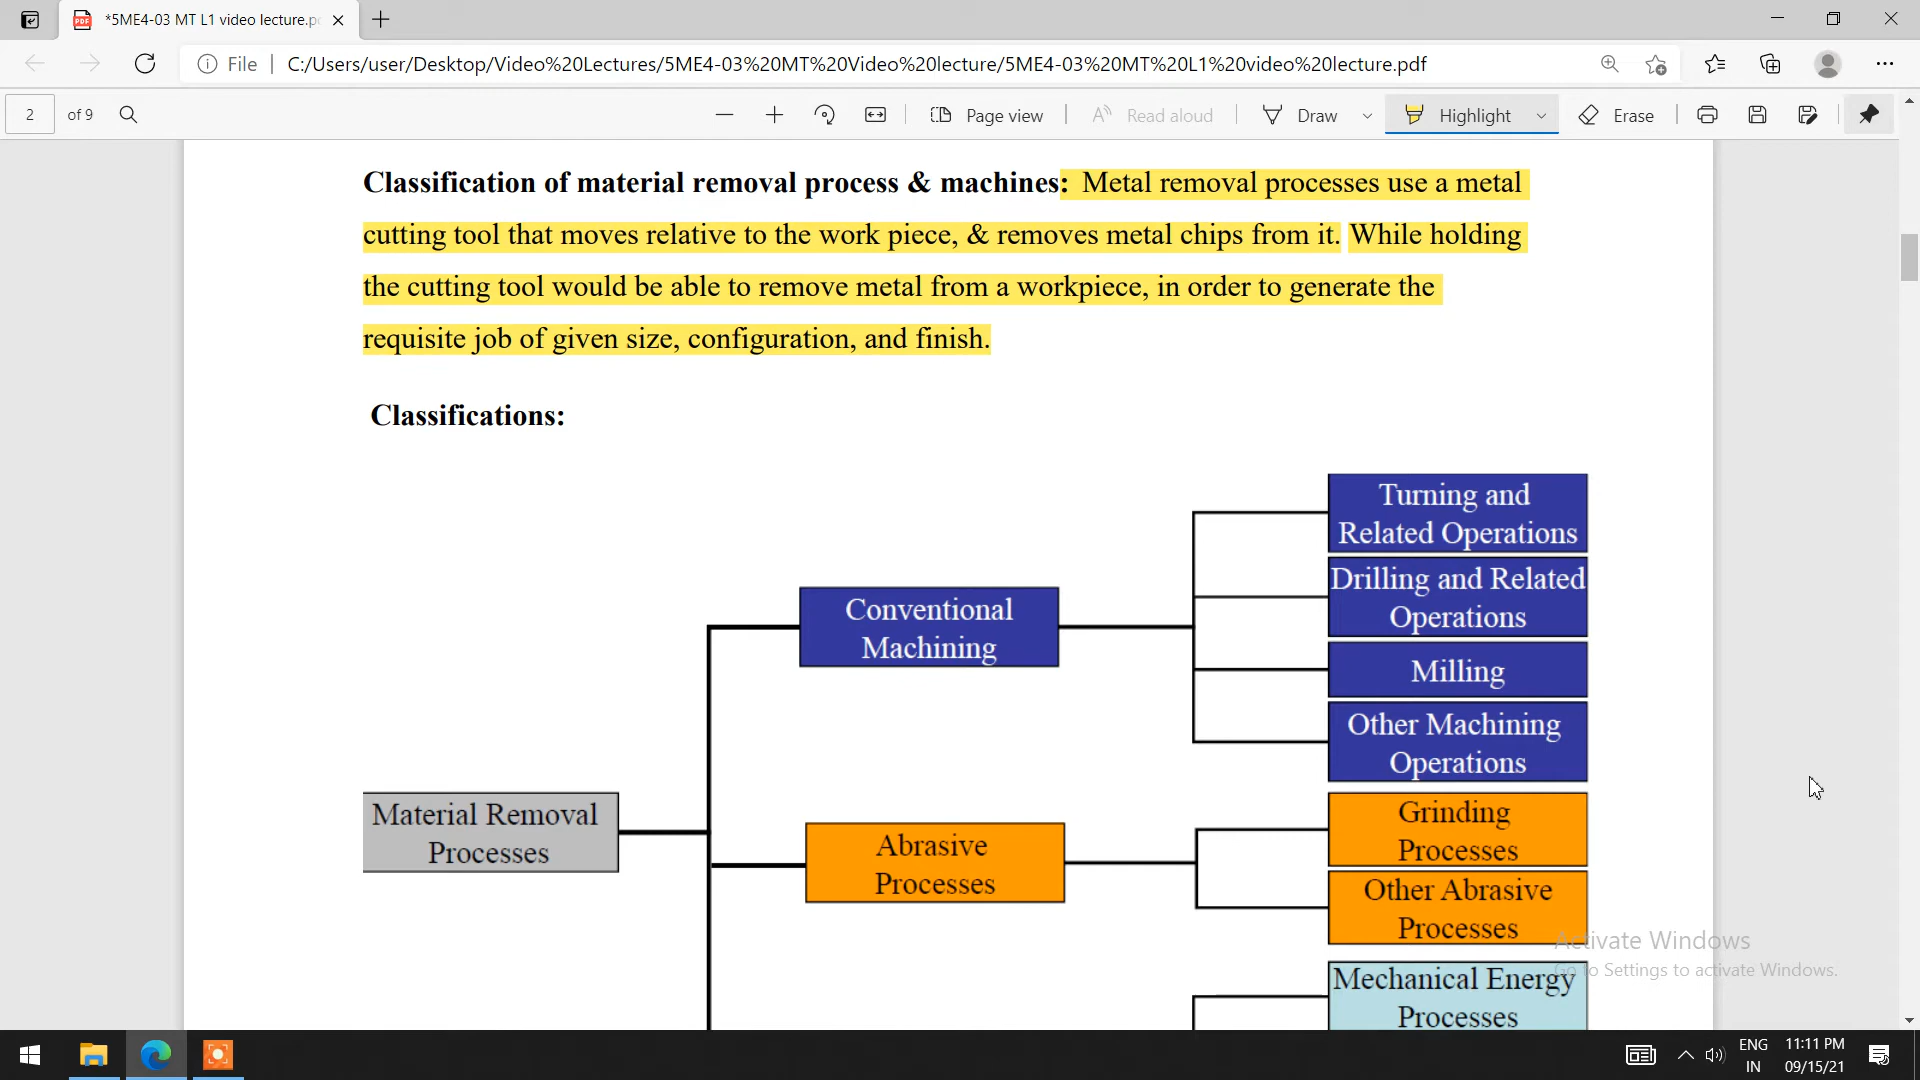 *5ME4-03 MT L1 video lecture.pd
File
C:/Users/user/Desktop/Video%20Lectures/5ME4-03%20MT%20Video%20lecture/5ME4-03%20MT%20L1%20video%20lecture.pdf
2 of 9 Page view Read aloud Draw Highlight Erase
Classification of material removal process & machines: Metal removal processes use a metal
cutting tool that moves relative to the work piece, & removes metal chips from it. While holding
the cutting tool would be able to remove metal from a workpiece, in order to generate the
requisite job of given size, configuration, and finish.
Classifications:
Turning and
Related Operations
Drilling and Related
Operations
Conventional
Machining
Milling
Other Machining
Operations
Material Removal
Processes
Abrasive
Processes
Grinding
Processes
Other Abrasive
Processes
Mechanical Energy
Processes
Activate Windows
Go to Settings to activate Windows.
ENG
IN
11:11 PM
09/15/21